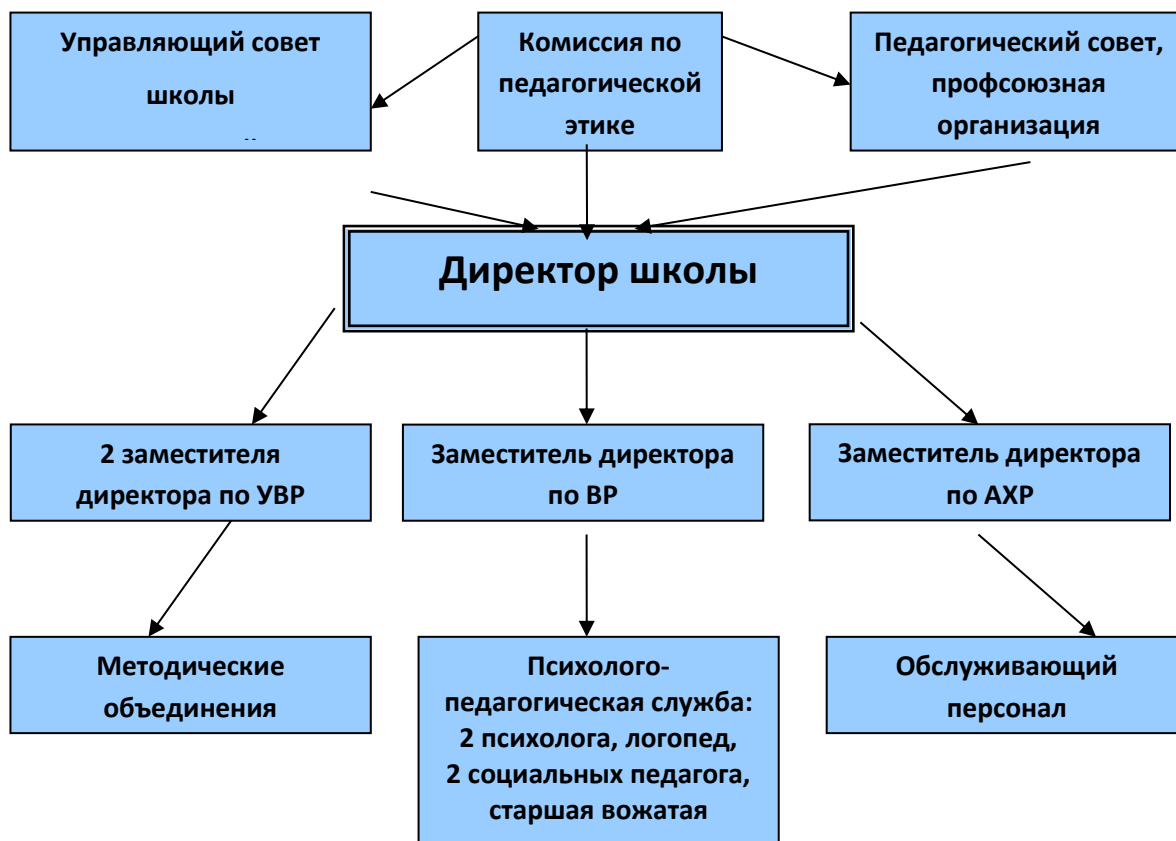 Управляющий совет
школы
Комиссия по
педагогической
этике
Педагогический совет,
профсоюзная
организация
Директор школы
2 заместителя
директора по УВР
Заместитель директора
по ВР
Заместитель директора
по АХР
Методические
объединения
Психолого-
педагогическая служба:
2 психолога, логопед,
2 социальных педагога,
старшая вожатая
Обслуживающий
персонал